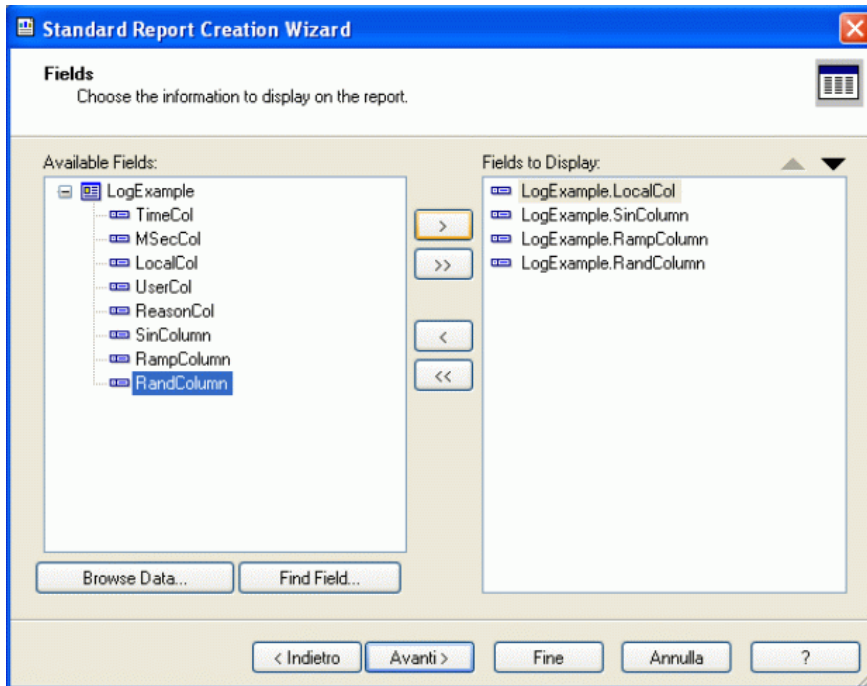 Standard Report Creation Wizard
Fields
Choose the information to display on the report.
Available Fields:
LogExample
TimeCol
MSecCol
LocalCol
UserCol
ReasonCol
SinColumn
RampColumn
RandColumn
>
>>
<
<<
Fields to Display:
LogExample.LocalCol
LogExample.SinColumn
LogExample.RampColumn
LogExample.RandColumn
Browse Data...
Find Field...
< Indietro
Avanti >
Fine
Annulla
?